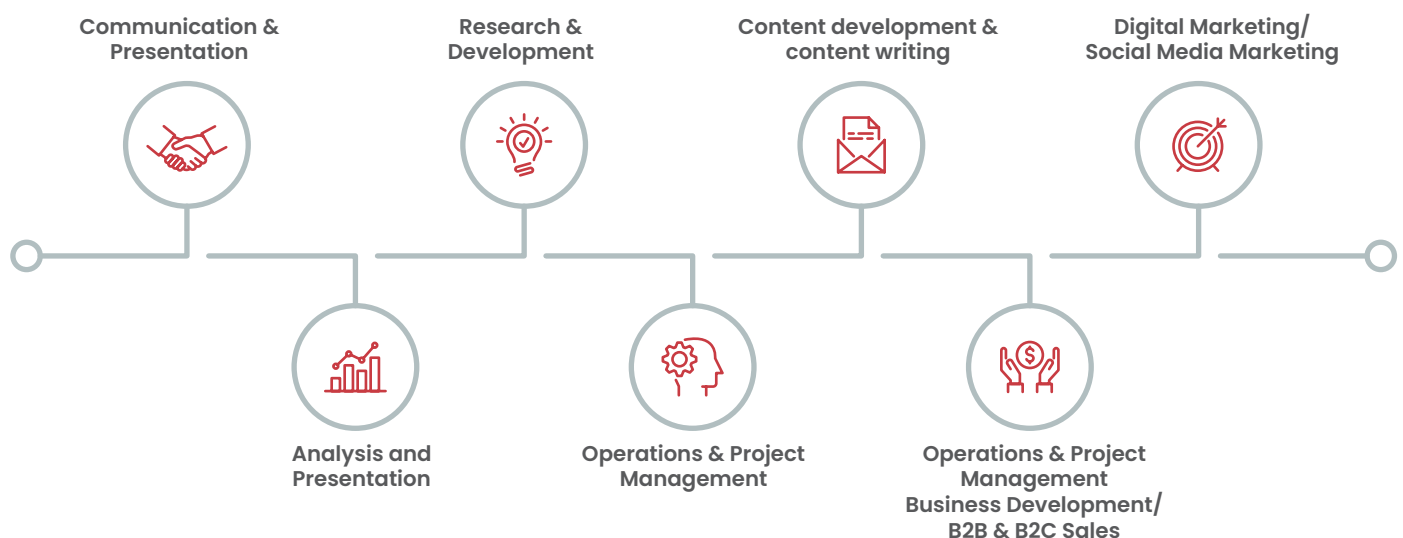 Communication &
Presentation
Research &
Development
Content development &
content writing
Digital Marketing/
Social Media Marketing
$
Analysis and
Presentation
Operations & Project
Management
Operations & Project
Management
Business Development/
B2B & B2C Sales